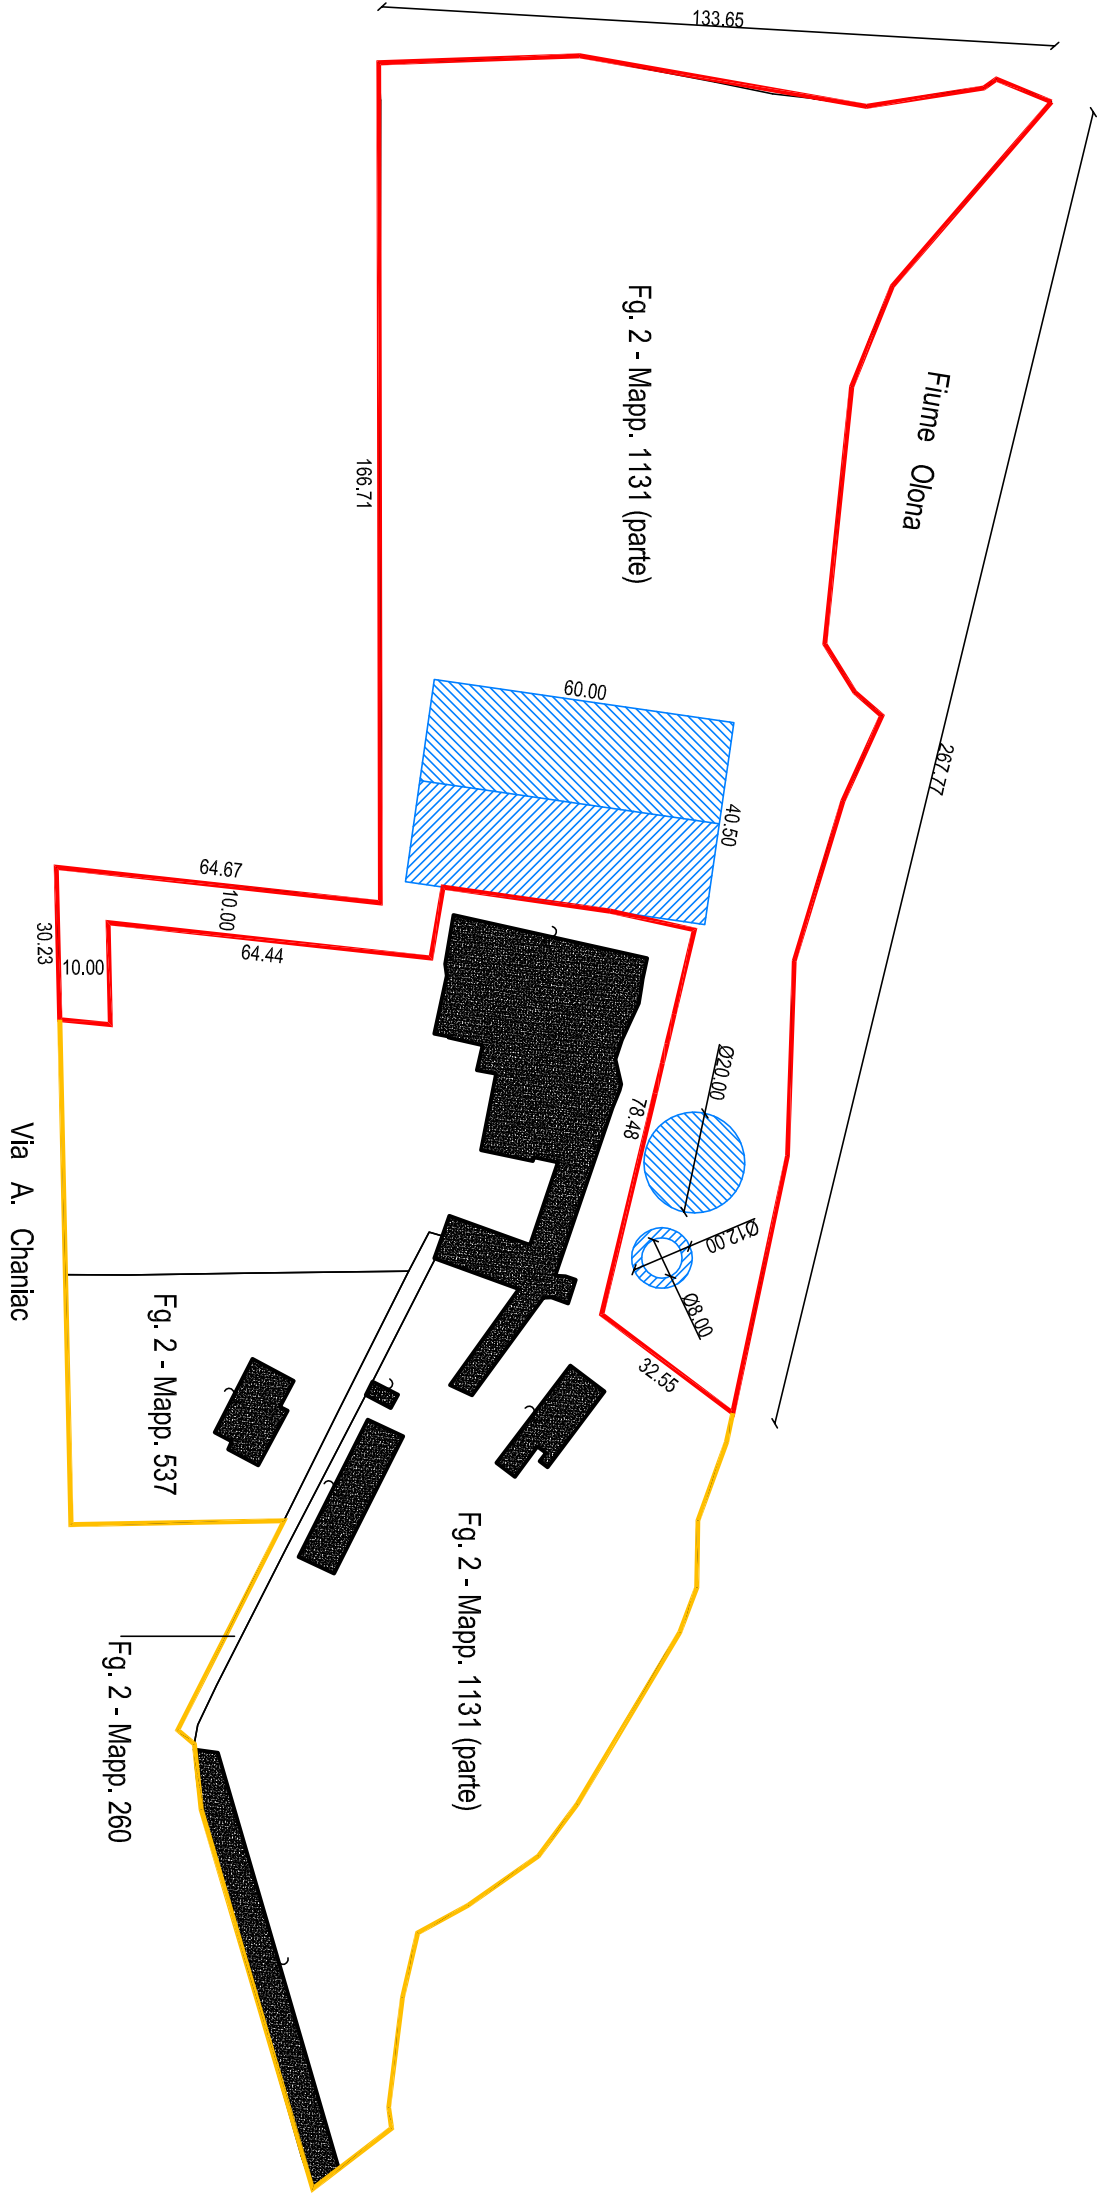 133.65
Fiume Olona
267.77
Fg. 2 - Mapp. 1131 (parte)
166.71
60.00
40.50
64.67
10.00
64.44
30.23
10.00
78.48
Ø20.00
Ø12.00
Ø8.00
32.55
Via A. Chaniac
Fg. 2 - Mapp. 537
Fg. 2 - Mapp. 1131 (parte)
Fg. 2 - Mapp. 260